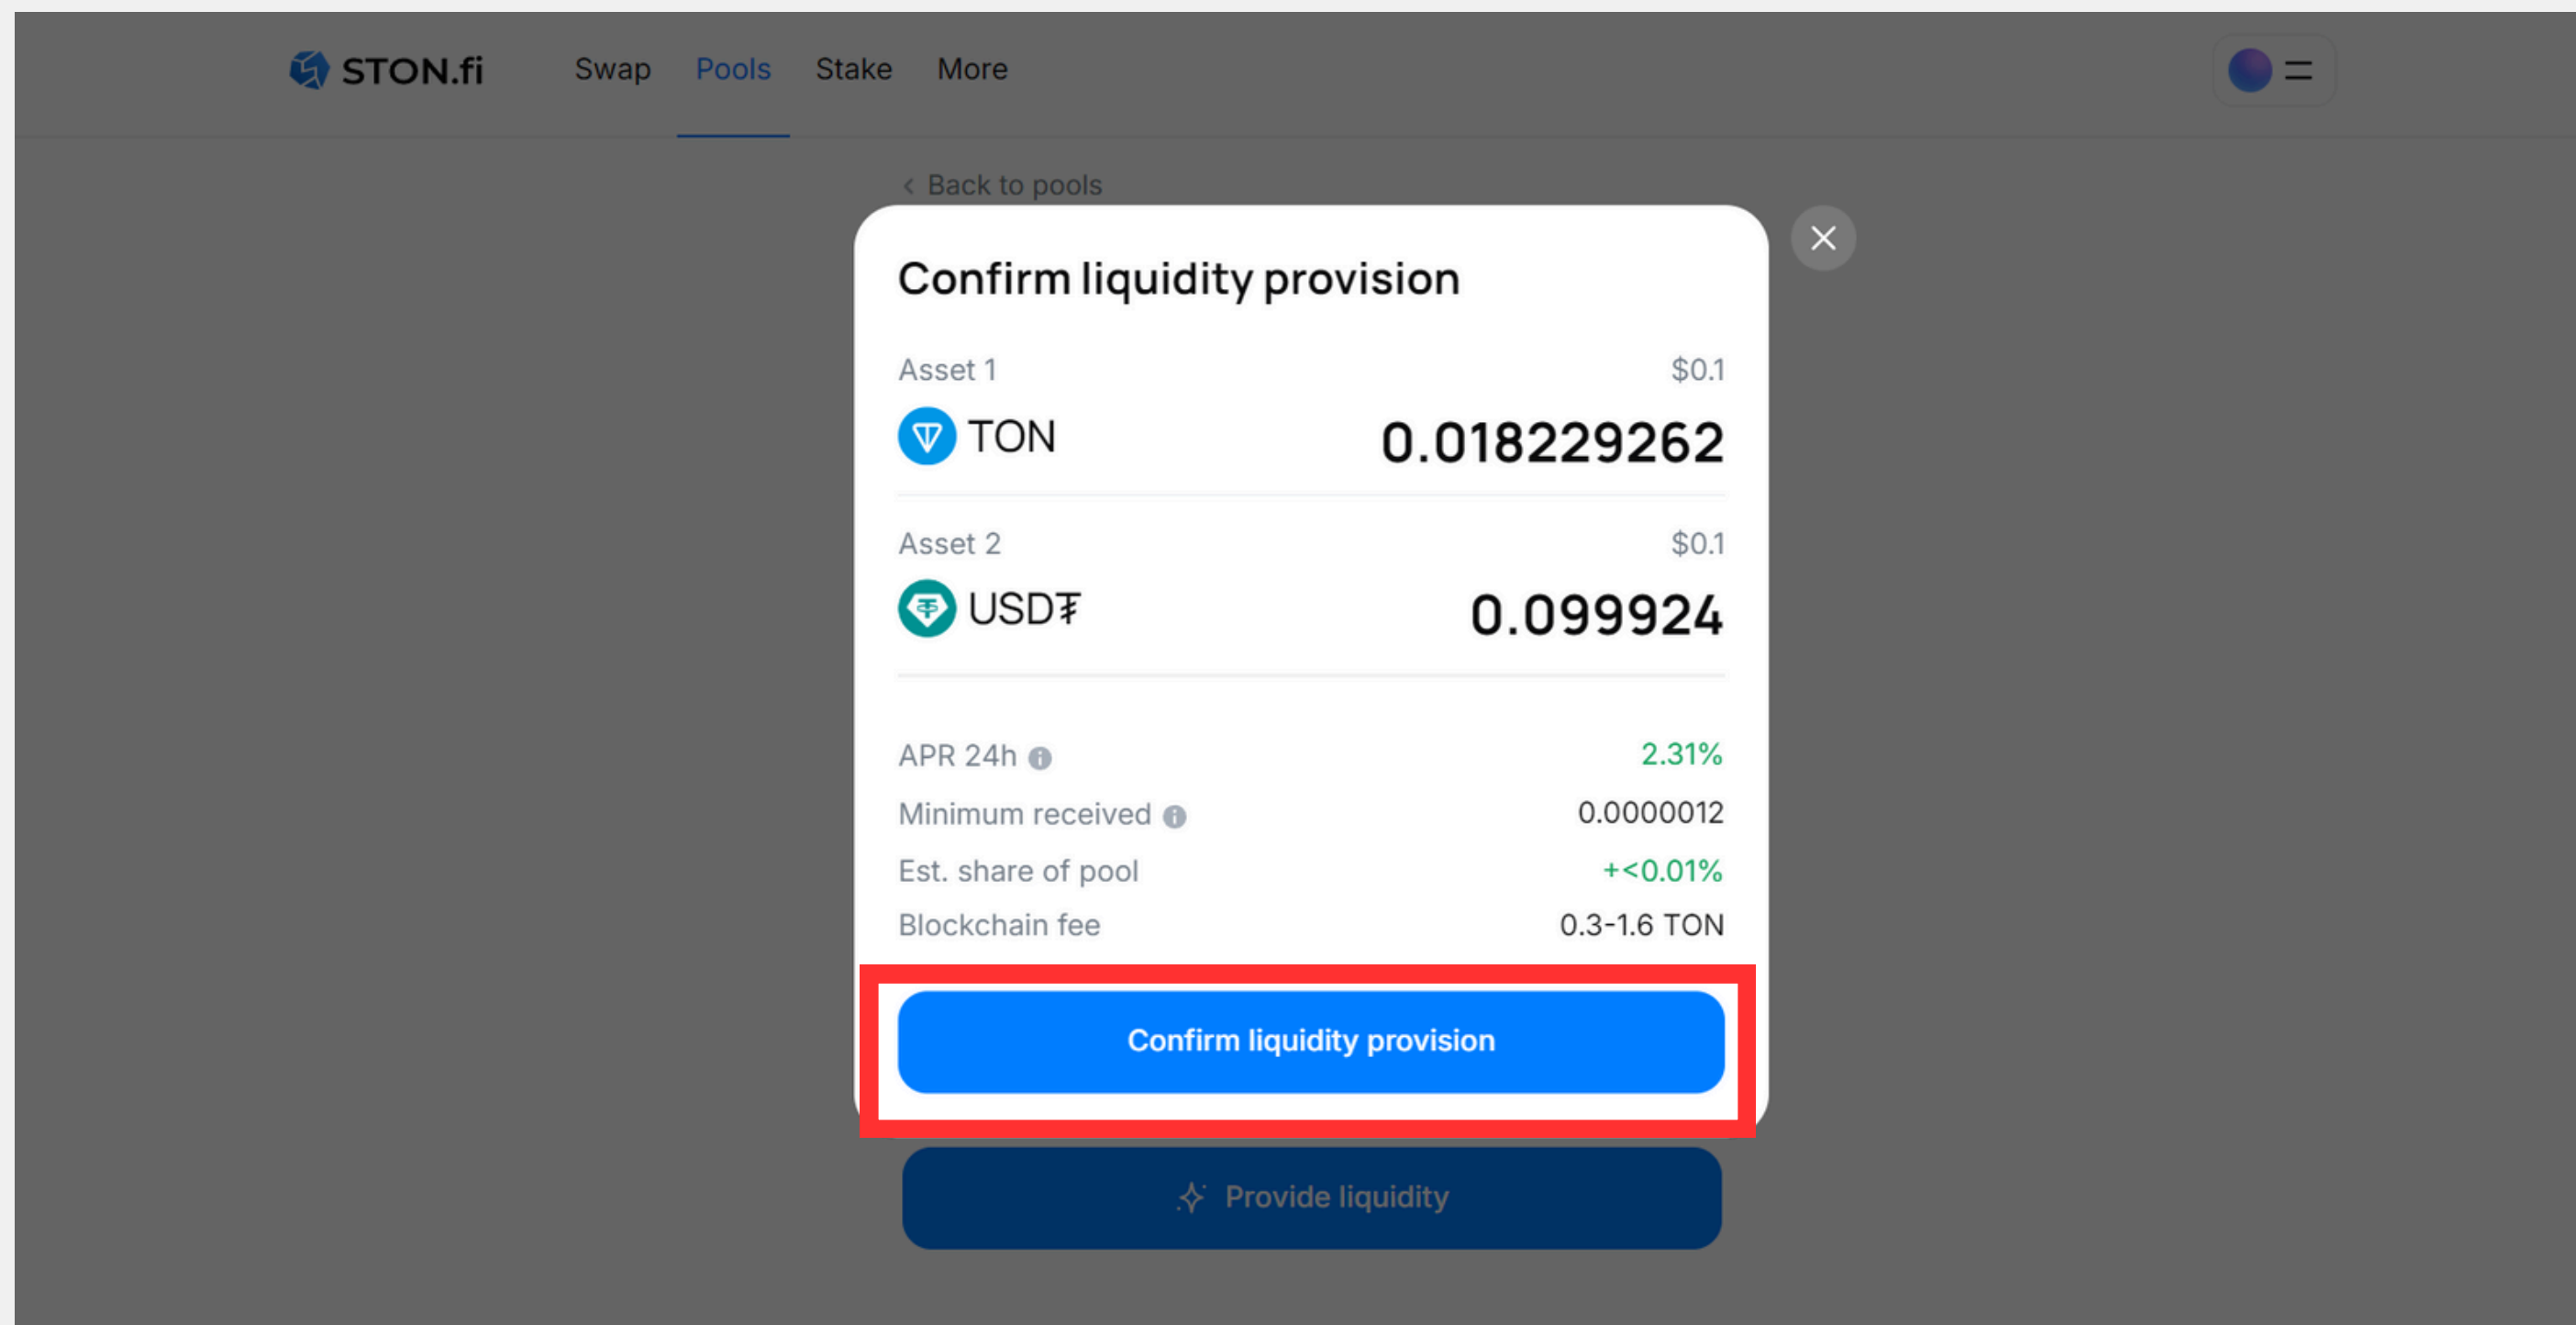 STON.fi Swap Pools Stake More
Back to pools
Confirm liquidity provision
Asset 1 $0.1
TON 0.018229262
Asset 2 $0.1
USD₮ 0.099924
APR 24h 2.31%
Minimum received 0.0000012
Est. share of pool +<0.01%
Blockchain fee 0.3-1.6 TON
Confirm liquidity provision
Provide liquidity